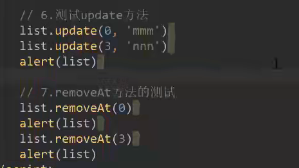 // 6.测试update方法
list.update(0, 'mmm')
list.update(3, 'nnn')
alert(list)
// 7.removeAt方法的测试
list.removeAt(0)
alert(list)
list.removeAt(3)
alert(list)